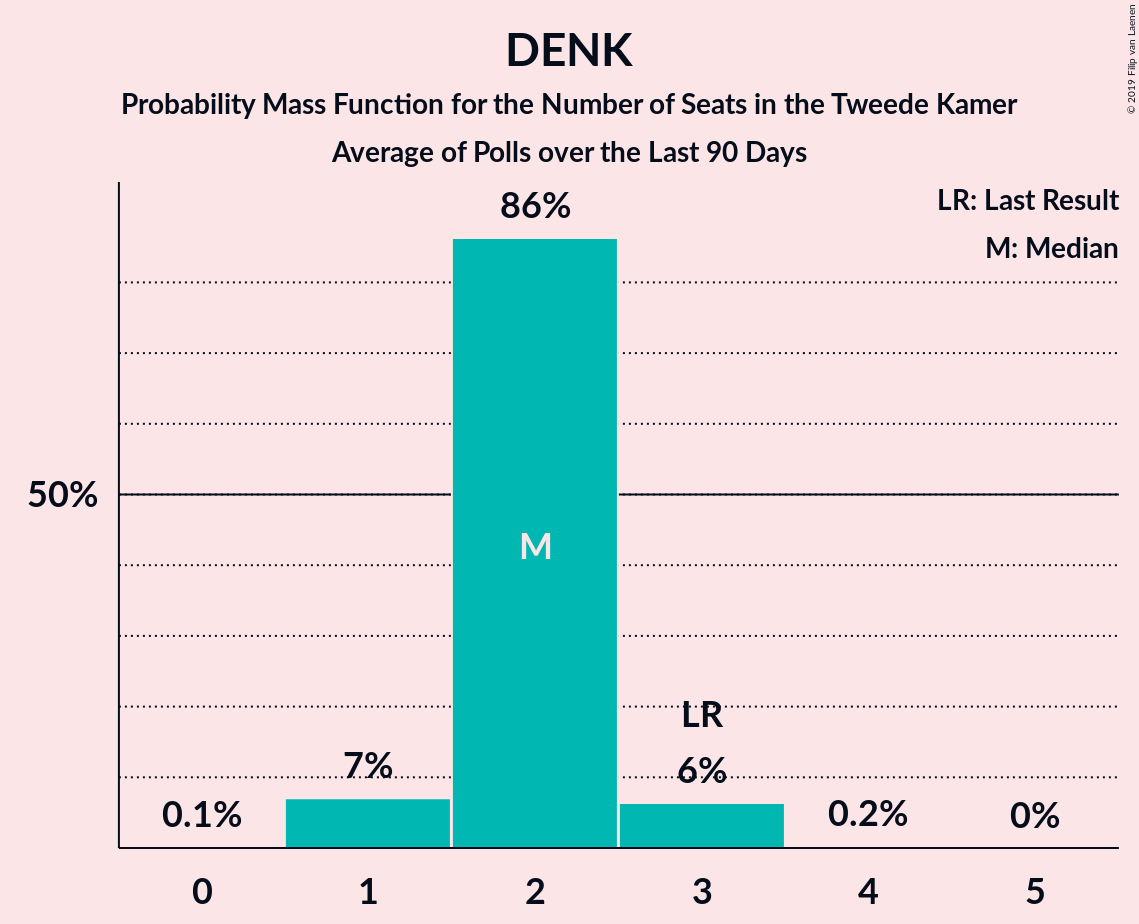 DENK
Probability Mass Function for the Number of Seats in the Tweede Kamer
Average of Polls over the Last 90 Days
© 2019 Filip van Laenen
LR: Last Result
M: Median
86%
50%
M
LR
7%
6%
0.1%
0.2%
0%
0 1 2 3 4 5